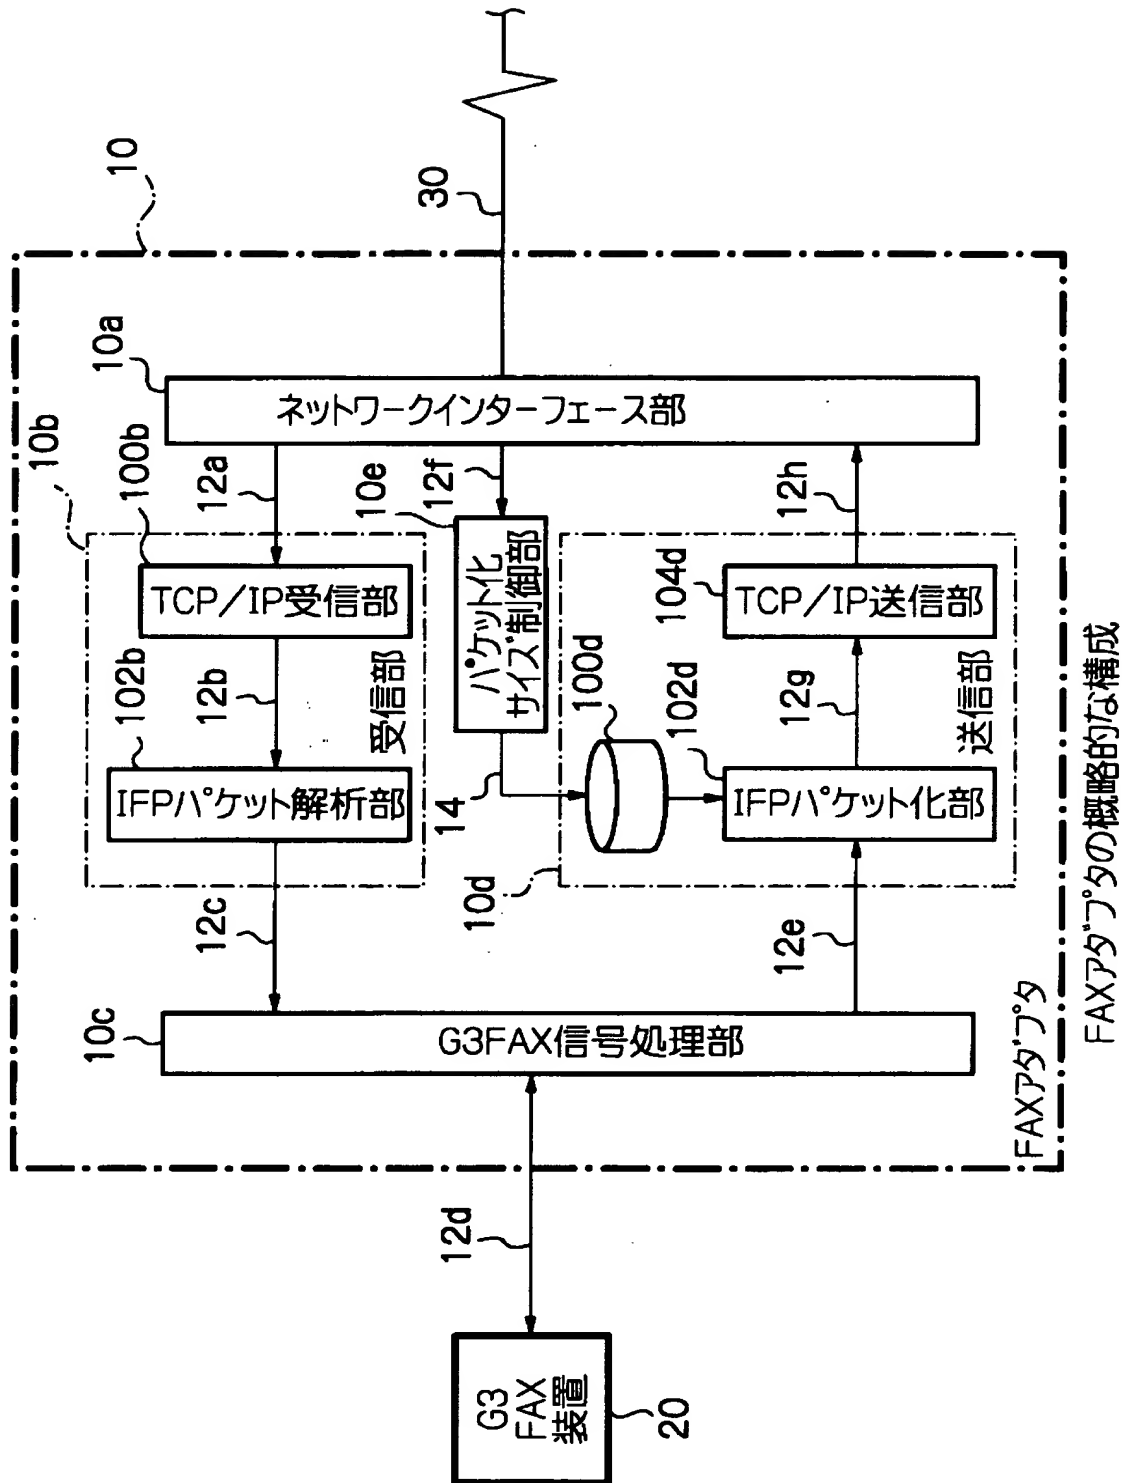 10
30
10a
ネットワークインターフェース部
10b
100b
12a
TCP/IP受信部
102b
12b
受信部
IFPパケット解析部
12c
10e
12f
パケット化
サイズ制御部
14
100d
10d
12h
104d
TCP/IP送信部
12g
送信部
102d
IFPパケット化部
12e
10c
G3FAX信号処理部
FAXアダプタ
12d
G3
FAX
装置
20
FAXアダプタの概略的な構成